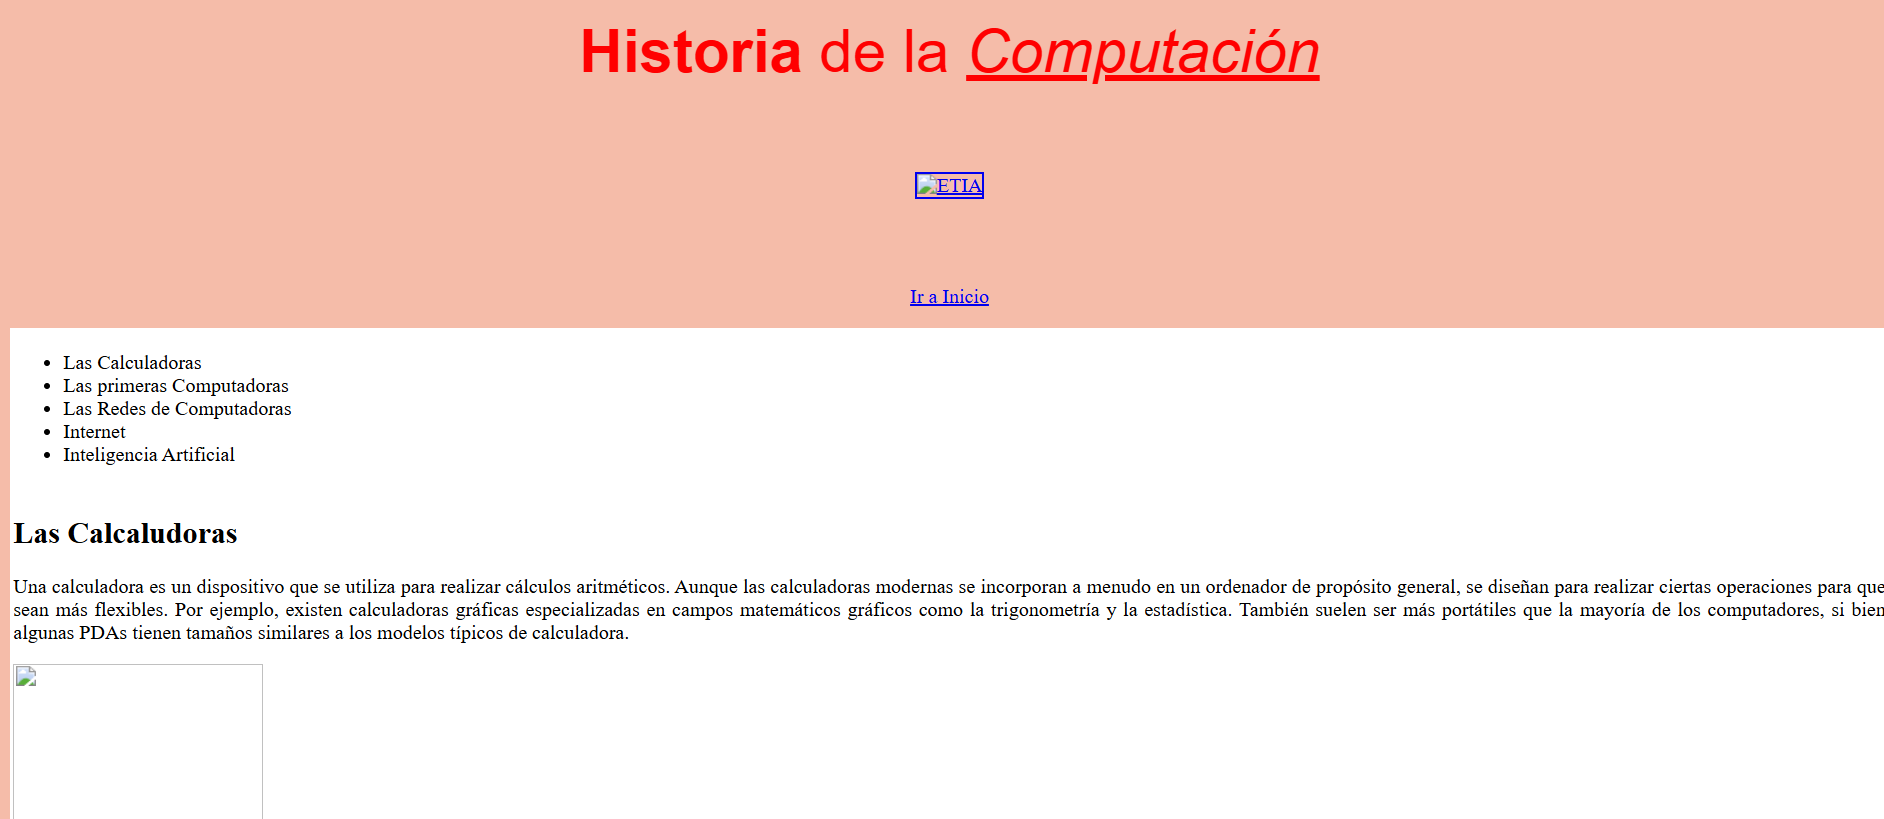 Historia de la Computación
ETIA
Ir a Inicio
Las Calculadoras
Las primeras Computadoras
Las Redes de Computadoras
Internet
Inteligencia Artificial
Las Calcaludoras
Una calculadora es un dispositivo que se utiliza para realizar cálculos aritméticos. Aunque las calculadoras modernas se incorporan a menudo en un ordenador de propósito general, se diseñan para realizar ciertas operaciones para que
sean más flexibles. Por ejemplo, existen calculadoras gráficas especializadas en campos matemáticos gráficos como la trigonometría y la estadística. También suelen ser más portátiles que la mayoría de los computadores, si bien
algunas PDAs tienen tamaños similares a los modelos típicos de calculadora.